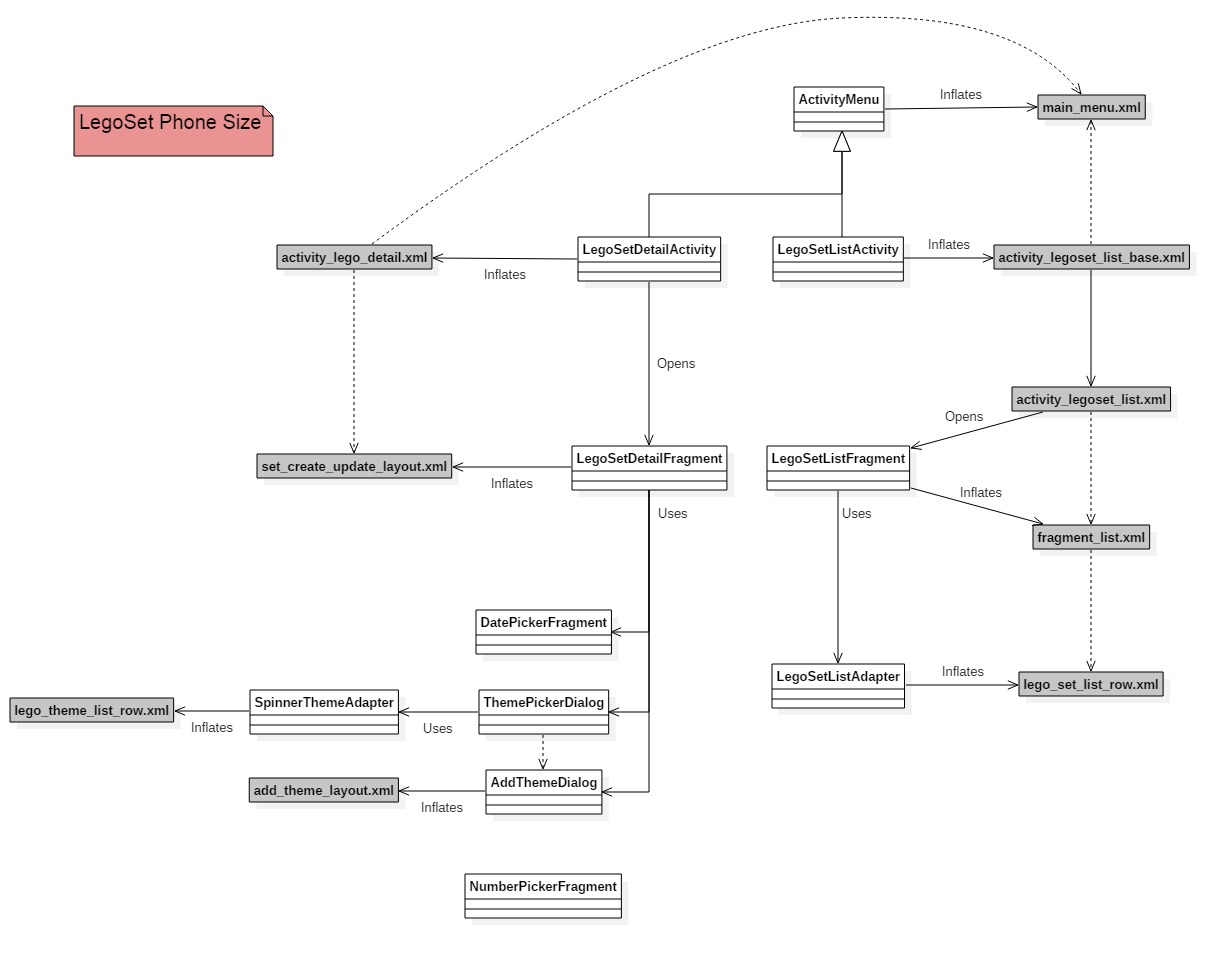 ActivityMenu
Inflates
main_menu.xml
LegoSet Phone Size
activity_lego_detail.xml
Inflates
LegoSetDetailActivity
LegoSetListActivity
Inflates
activity_legoset_list_base.xml
Opens
activity_legoset_list.xml
Opens
set_create_update_layout.xml
Inflates
LegoSetDetailFragment
LegoSetListFragment
Inflates
Uses
Uses
fragment_list.xml
DatePickerFragment
LegoSetListAdapter
Inflates
lego_set_list_row.xml
lego_theme_list_row.xml
Inflates
SpinnerThemeAdapter
Uses
ThemePickerDialog
add_theme_layout.xml
Inflates
AddThemeDialog
NumberPickerFragment